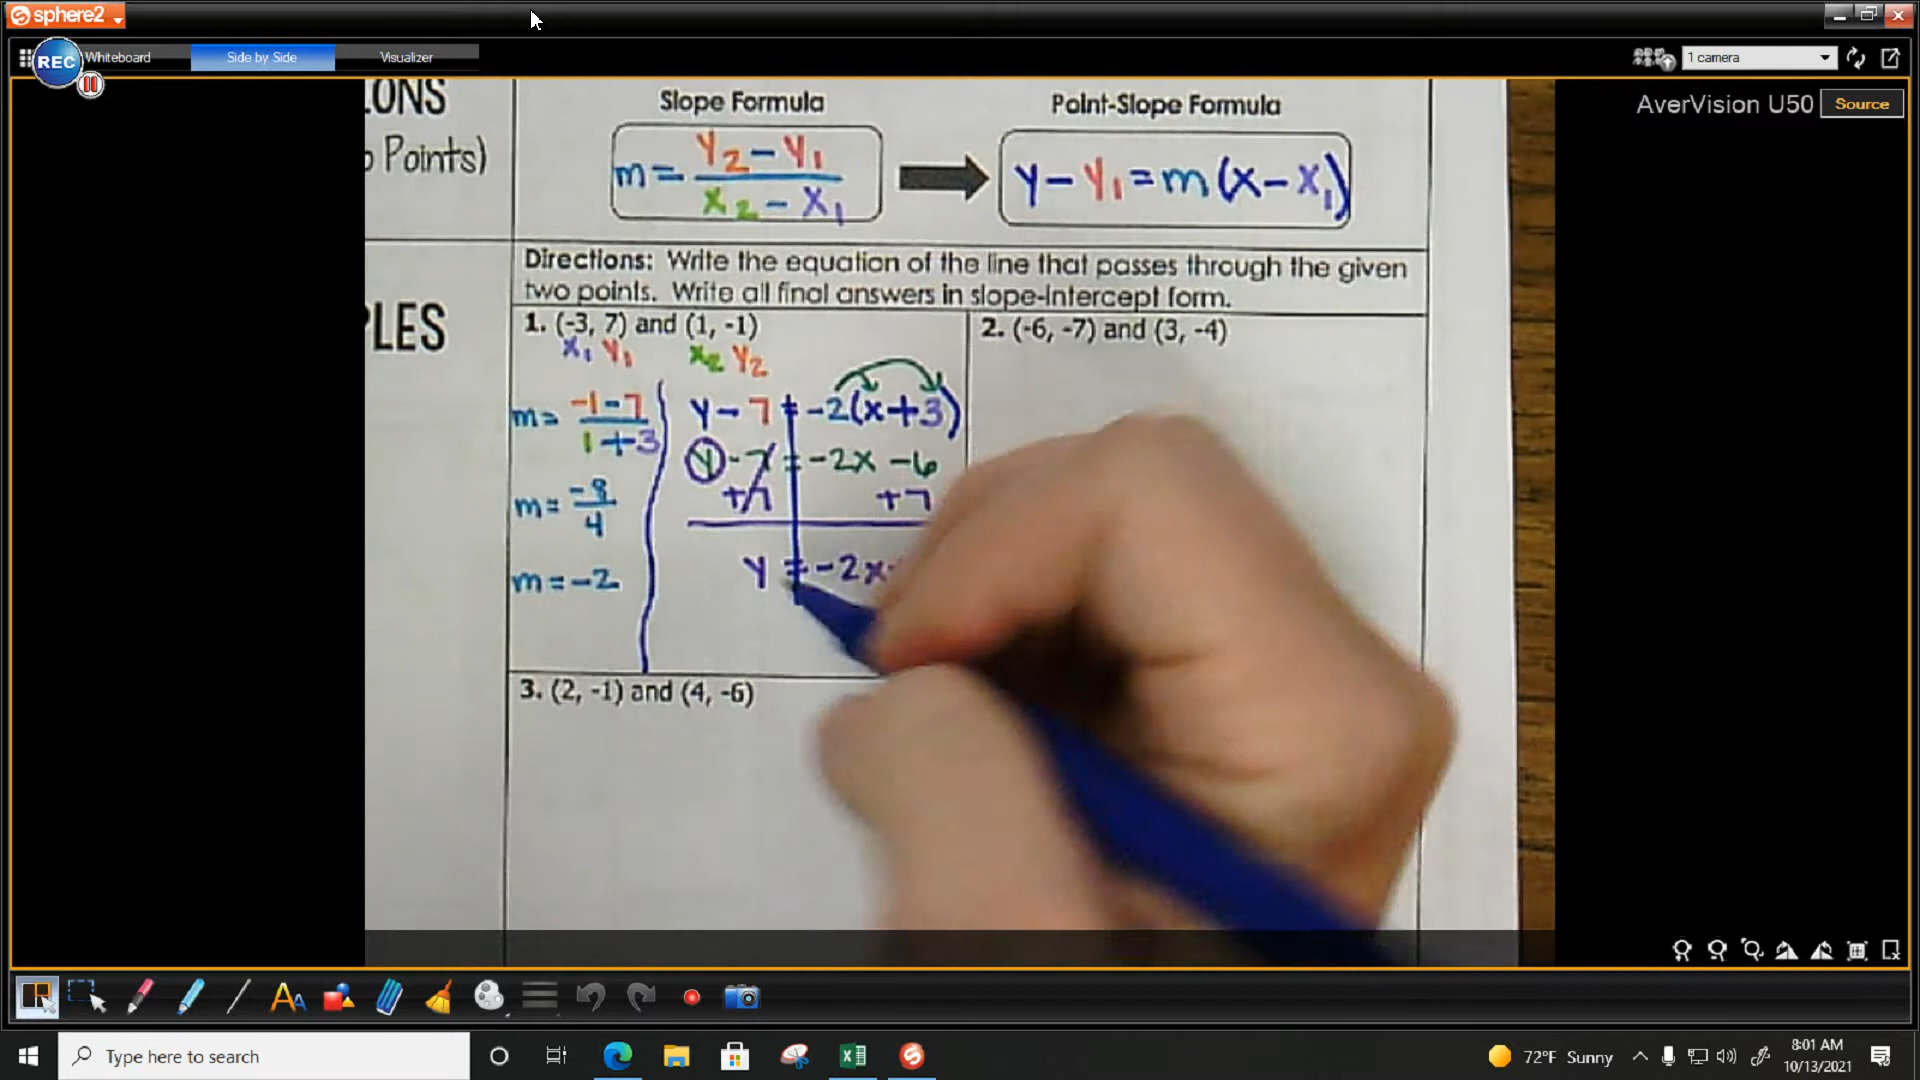 sphere2
REC
Whiteboard
Side by Side
Visualizer
1 camera
AverVision U50
Source
Slope Formula
Point-Slope Formula
Points)
m = y2 - y1 / x2 - x1
y - y1 = m(x - x1)
Directions: Write the equation of the line that passes through the given
two points. Write all final answers in slope-intercept form.
1. (-3, 7) and (1, -1)
x1 y1 x2 y2
m = -1 - 7 / 1 + 3
m = -8 / 4
m = -2
y - 7 = -2(x + 3)
y - 7 = -2x - 6
+7 +7
y = -2x
2. (-6, -7) and (3, -4)
3. (2, -1) and (4, -6)
Type here to search
72°F Sunny
8:01 AM
10/13/2021